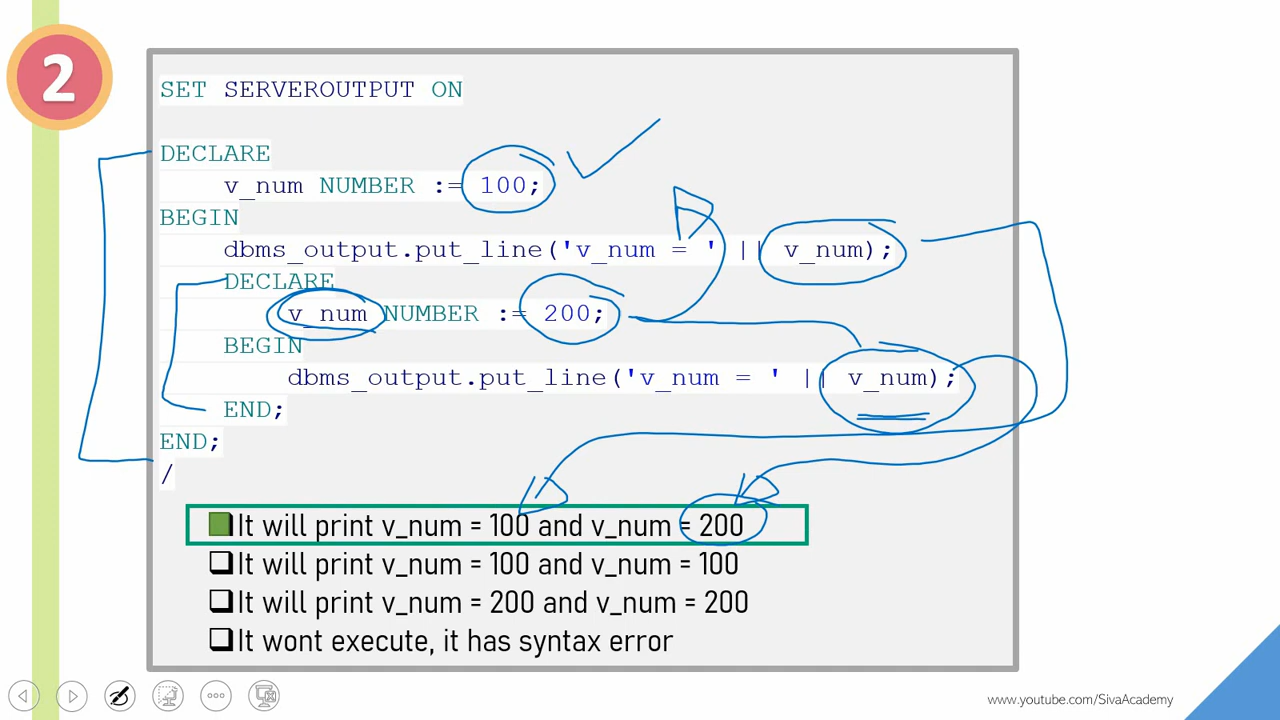 2
SET SERVEROUTPUT ON
DECLARE
v_num NUMBER := 100;
BEGIN
dbms_output.put_line('v_num = ' || v_num);
DECLARE
v_num NUMBER := 200;
BEGIN
dbms_output.put_line('v_num = ' || v_num);
END;
END;
/
It will print v_num = 100 and v_num = 200
It will print v_num = 100 and v_num = 100
It will print v_num = 200 and v_num = 200
It wont execute, it has syntax error
www.youtube.com/SivaAcademy